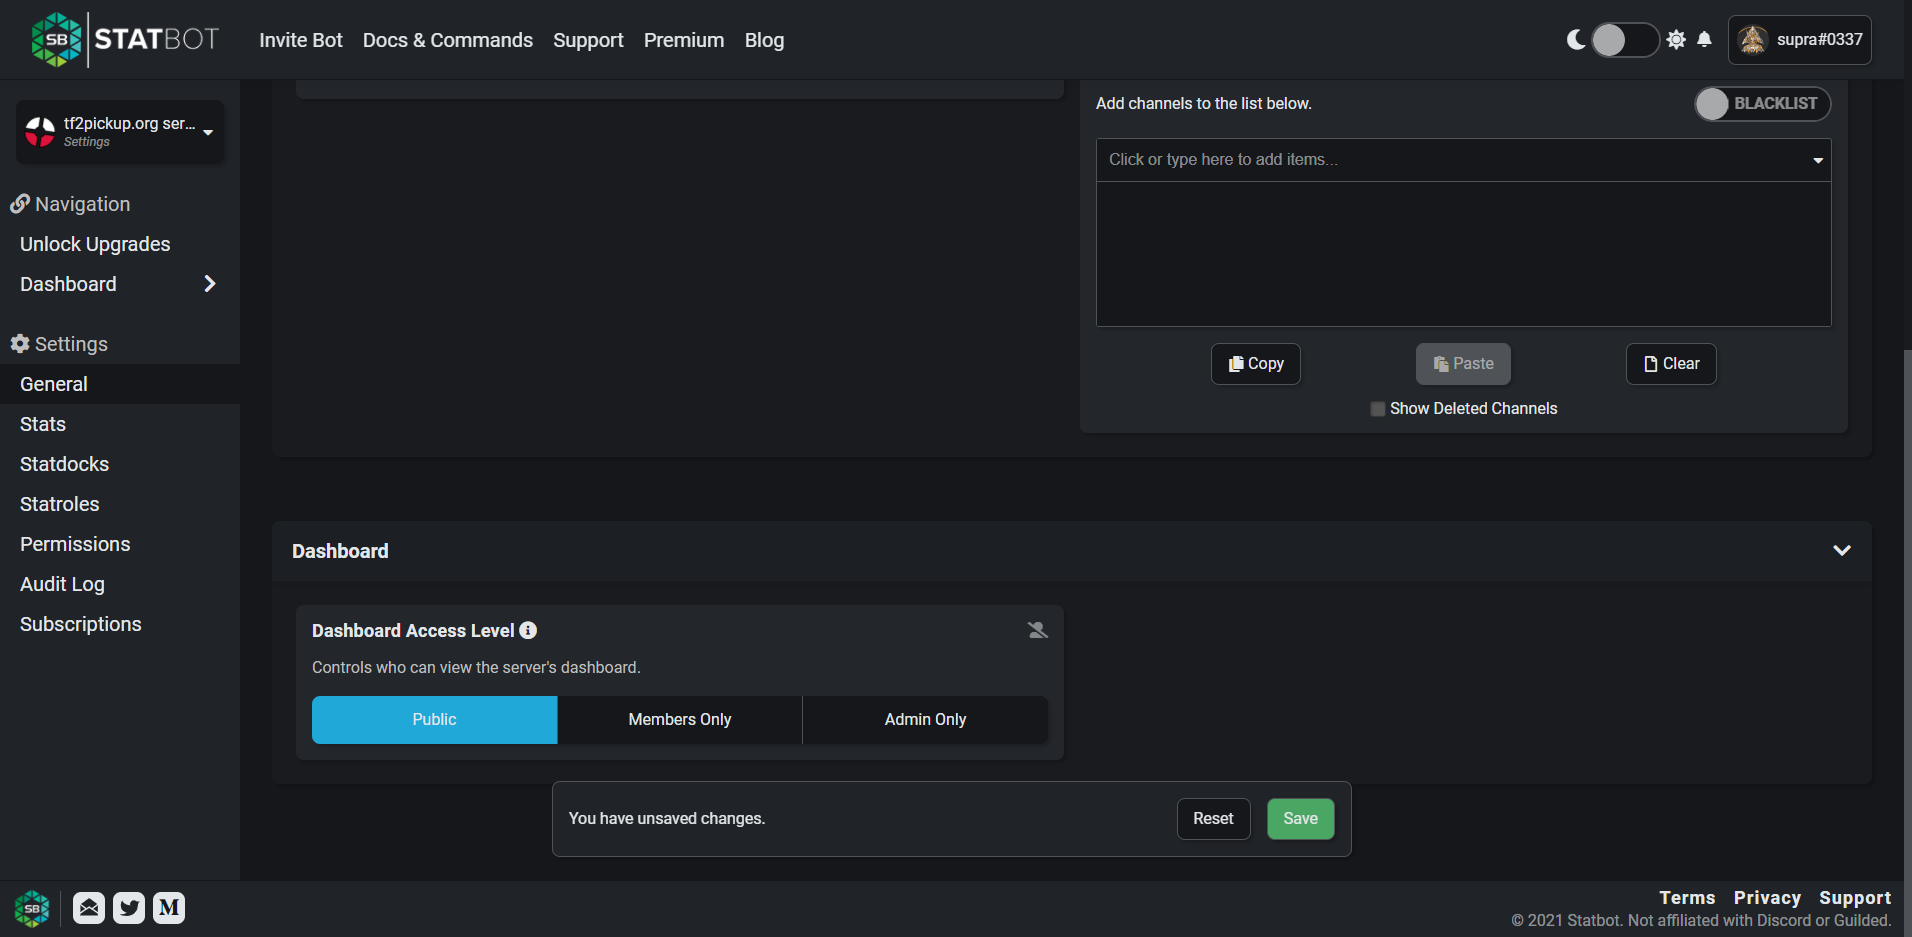 SB STATBOT
Invite Bot Docs & Commands Support Premium Blog
supra#0337
tf2pickup.org ser...
Settings
Navigation
Unlock Upgrades
Dashboard
Settings
General
Stats
Statdocks
Statroles
Permissions
Audit Log
Subscriptions
Add channels to the list below.
BLACKLIST
Click or type here to add items...
Copy
Paste
Clear
Show Deleted Channels
Dashboard
Dashboard Access Level
Controls who can view the server's dashboard.
Public
Members Only
Admin Only
You have unsaved changes.
Reset
Save
SB
M
Terms Privacy Support
© 2021 Statbot. Not affiliated with Discord or Guilded.